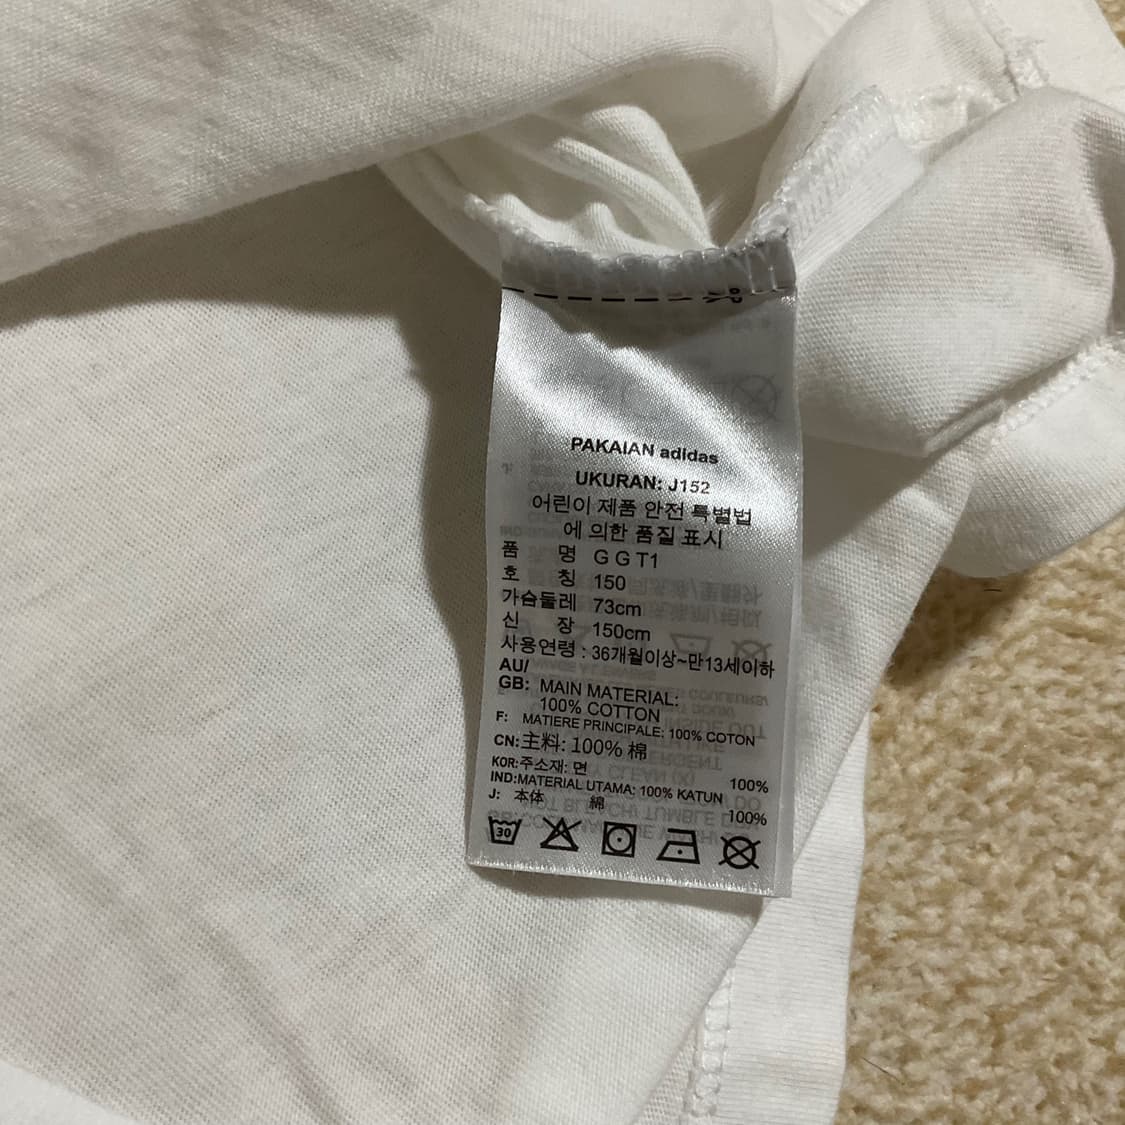 PAKAIAN adidas
UKURAN: J152
어린이 제품 안전 특별법
에 의한 품질 표시
품 명 G G T1
호 칭 150
가슴둘레 73cm
신 장 150cm
사용연령 : 36개월이상~만13세이하
AU/
GB: MAIN MATERIAL:
100% COTTON
F: MATIERE PRINCIPALE: 100% COTON
CN: 主料: 100% 棉
KOR: 주소재: 면 100%
IND: MATERIAL UTAMA: 100% KATUN
J: 本体 綿 100%
30